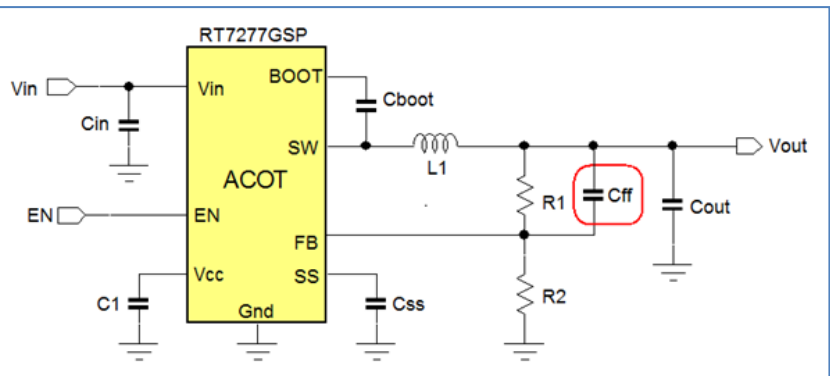 RT7277GSP
Vin
Vin
BOOT
Cboot
Cin
SW
L1
Vout
ACOT
R1
Cff
Cout
EN
EN
FB
Vcc
SS
C1
Gnd
Css
R2